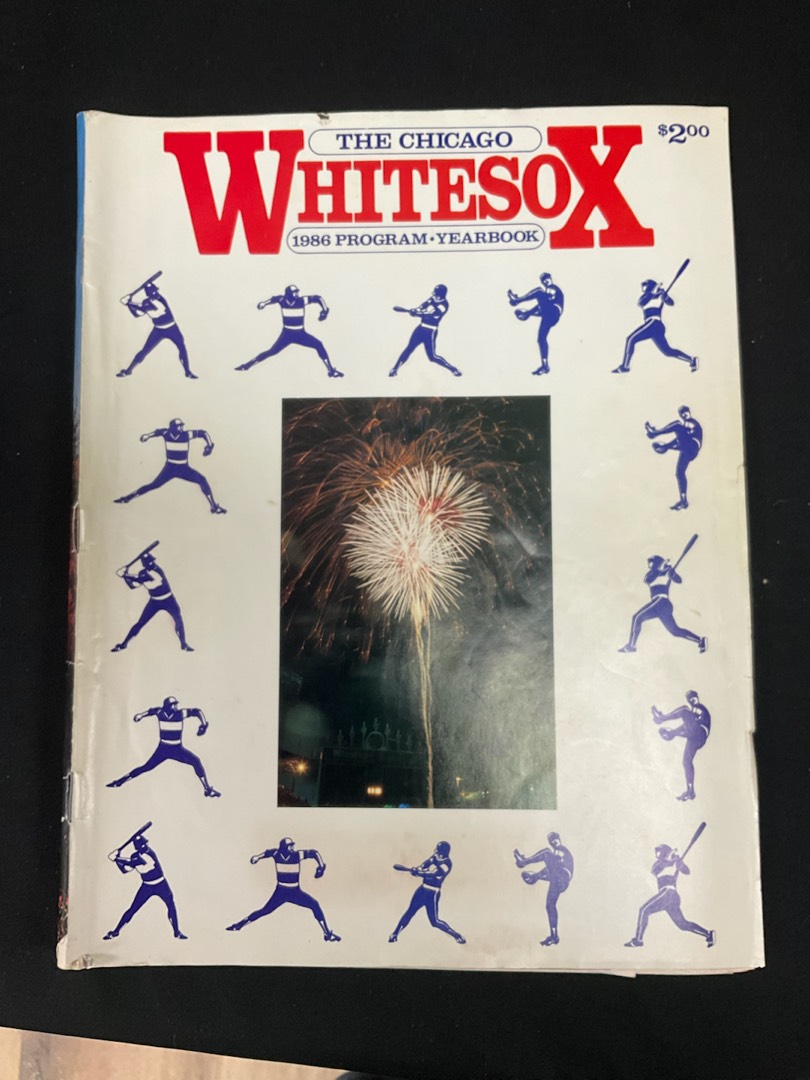 THE CHICAGO
$2.00
WHITESOX
1986 PROGRAM•YEARBOOK